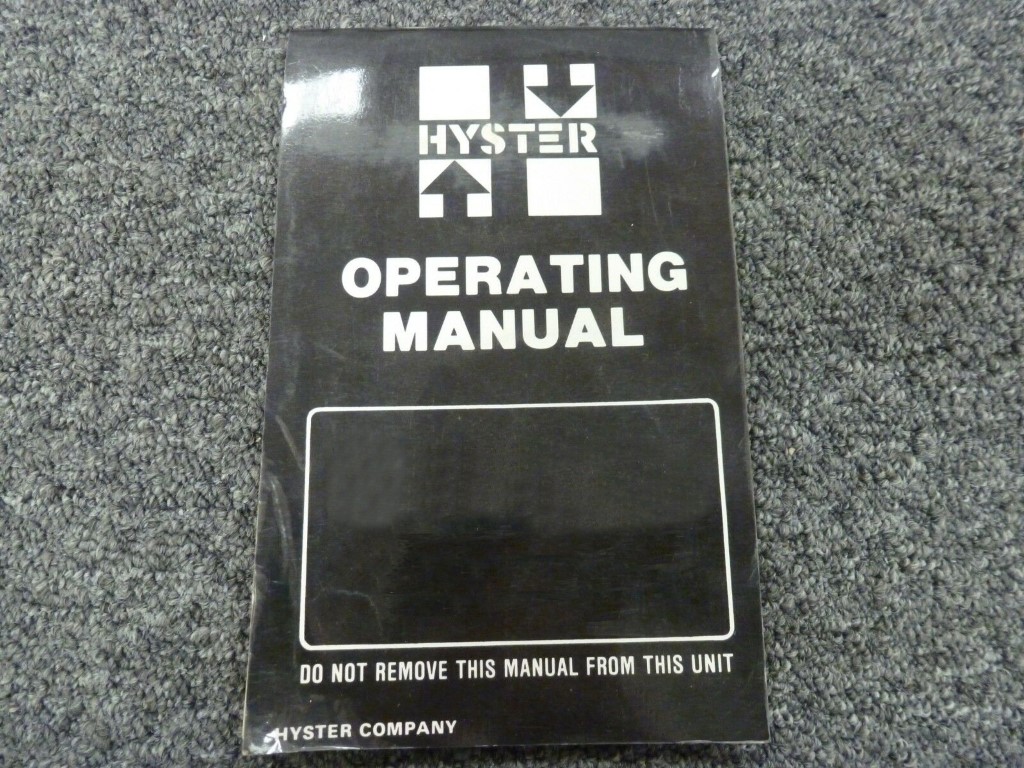 HYSTER
OPERATING
MANUAL
DO NOT REMOVE THIS MANUAL FROM THIS UNIT
HYSTER COMPANY